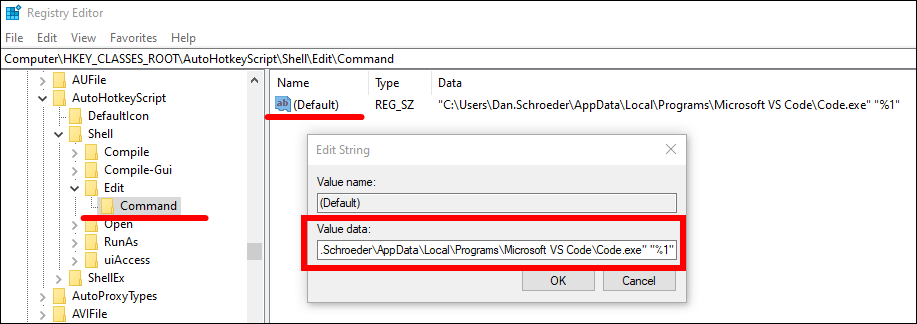 Registry Editor
File Edit View Favorites Help
Computer\HKEY_CLASSES_ROOT\AutoHotkeyScript\Shell\Edit\Command
AUFile
AutoHotkeyScript
DefaultIcon
Shell
Compile
Compile-Gui
Edit
Command
Open
RunAs
uiAccess
ShellEx
AutoProxyTypes
AVIFile
Name Type Data
ab (Default) REG_SZ "C:\Users\Dan.Schroeder\AppData\Local\Programs\Microsoft VS Code\Code.exe" "%1"
Edit String
Value name:
(Default)
Value data:
.Schroeder\AppData\Local\Programs\Microsoft VS Code\Code.exe" "%1"
OK Cancel